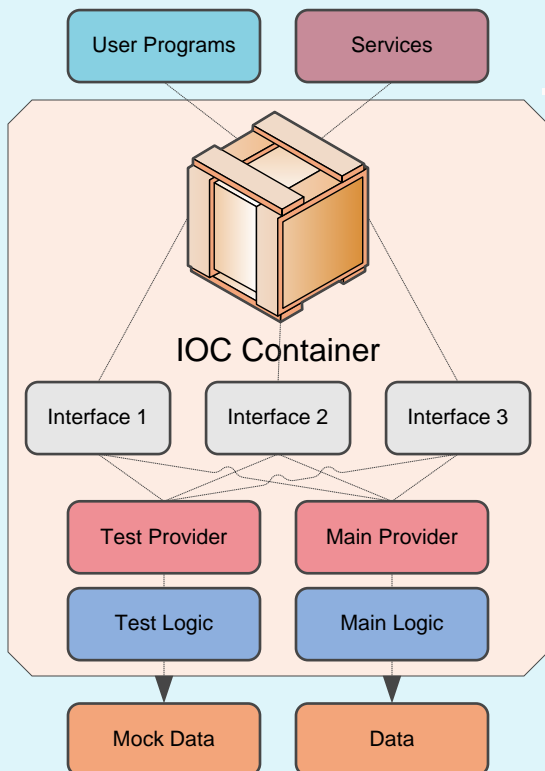 User Programs
Services
IOC Container
Interface 1
Interface 2
Interface 3
Test Provider
Main Provider
Test Logic
Main Logic
Mock Data
Data